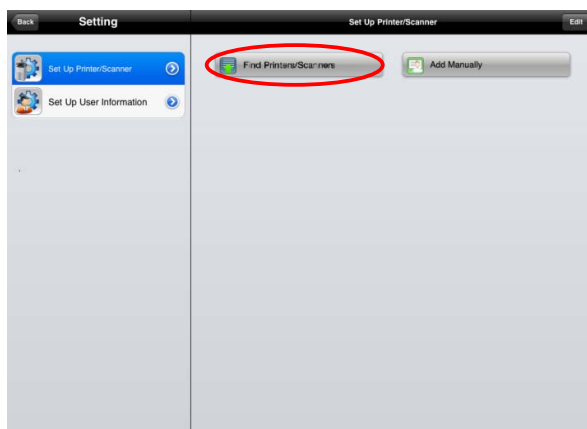 Back Setting Set Up Printer/Scanner Edit
Set Up Printer/Scanner
Find Printers/Scanners Add Manually
Set Up User Information